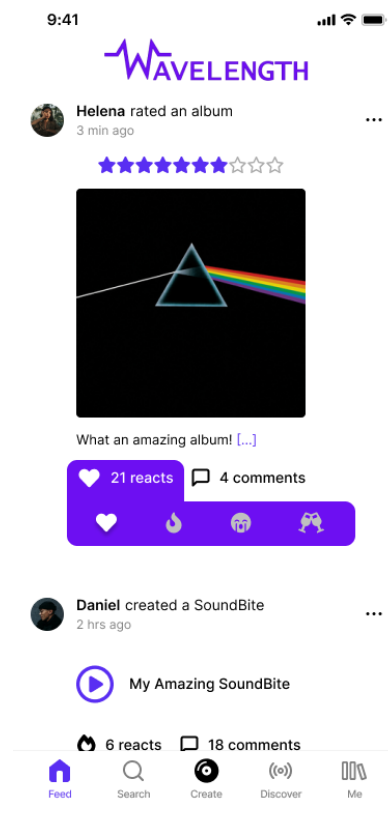 9:41
WAVELENGTH
Helena rated an album
3 min ago
What an amazing album! [...]
21 reacts 4 comments
Daniel created a SoundBite
2 hrs ago
My Amazing SoundBite
6 reacts 18 comments
Feed Search Create Discover Me